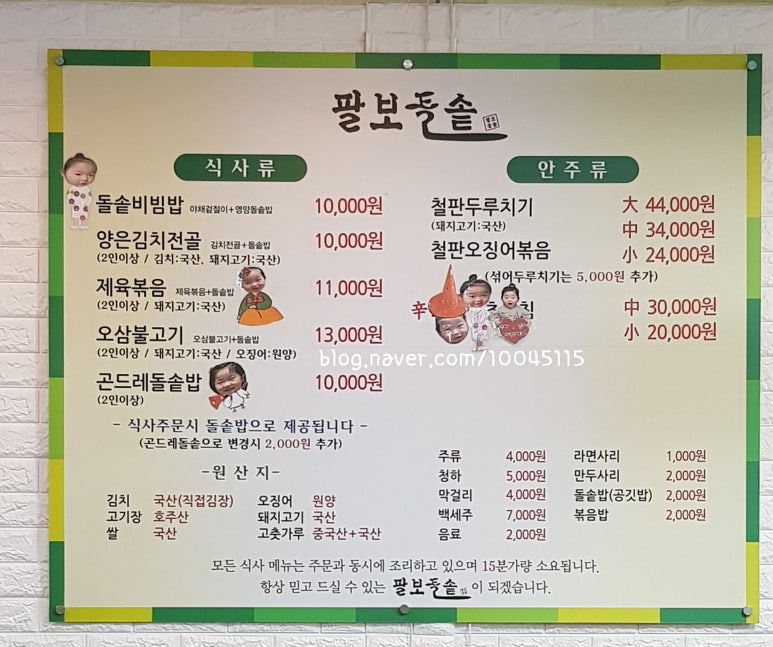 팔보돌솥
식사류
돌솥비빔밥 야채겉절이+영양돌솥밥 10,000원
양은김치전골 김치전골+돌솥밥 10,000원
(2인이상 / 김치:국산, 돼지고기:국산)
제육볶음 제육볶음+돌솥밥 11,000원
(2인이상 / 돼지고기:국산)
오삼불고기 오삼불고기+돌솥밥 13,000원
(2인이상 / 돼지고기:국산 / 오징어:원양)
곤드레돌솥밥 10,000원
(2인이상)
- 식사주문시 돌솥밥으로 제공됩니다 -
(곤드레돌솥으로 변경시 2,000원 추가)
-원산지-
김치 국산(직접김장) 오징어 원양
고기장 호주산 돼지고기 국산
쌀 국산 고춧가루 중국산+국산
안주류
철판두루치기 大 44,000원
(돼지고기:국산) 中 34,000원
철판오징어볶음 小 24,000원
(섞어두루치기는 5,000원 추가)
辛 中 30,000원
小 20,000원
주류 4,000원 라면사리 1,000원
청하 5,000원 만두사리 2,000원
막걸리 4,000원 돌솥밥(공깃밥) 2,000원
백세주 7,000원 볶음밥 2,000원
음료 2,000원
모든 식사 메뉴는 주문과 동시에 조리하고 있으며 15분가량 소요됩니다.
항상 믿고 드실 수 있는 팔보돌솥 이 되겠습니다.
blog.naver.com/10045115